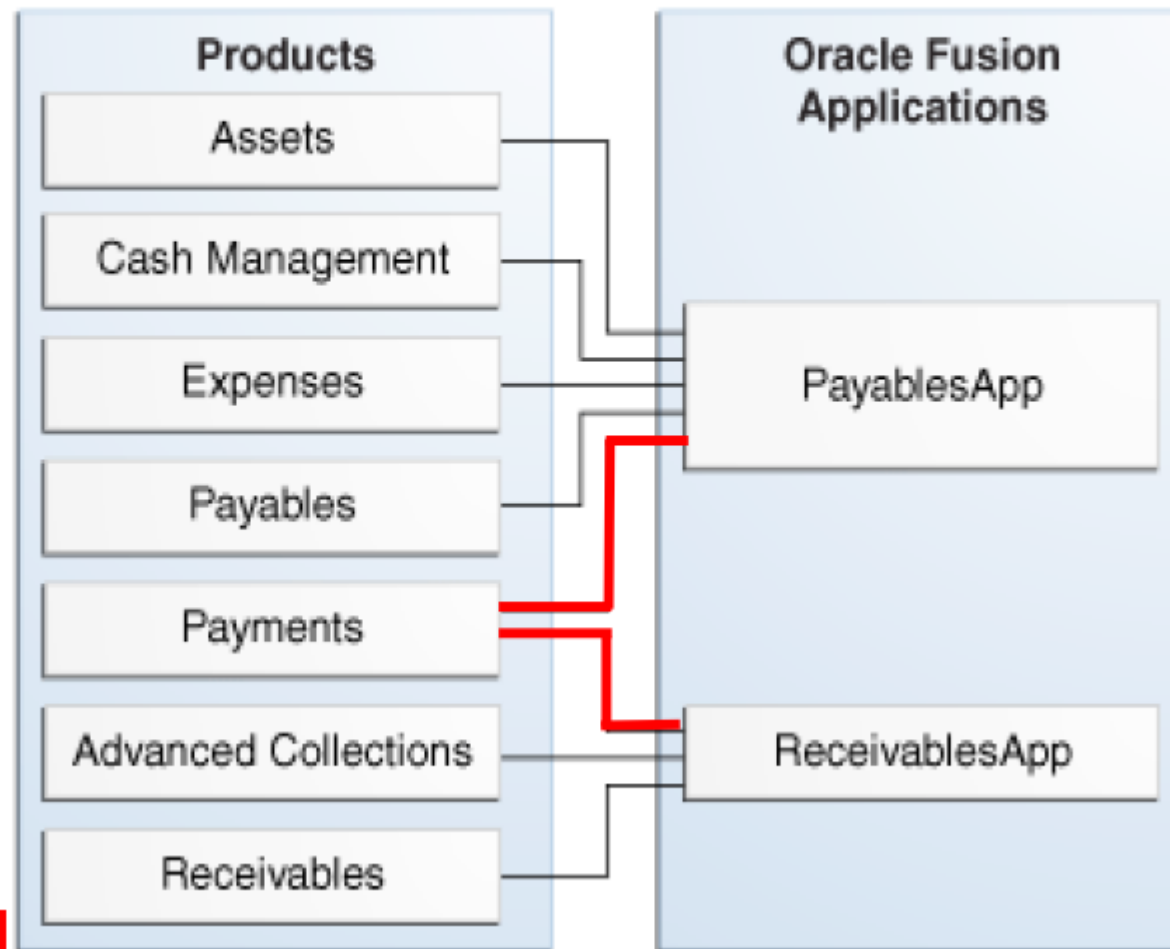 Products
Assets
Cash Management
Expenses
Payables
Payments
Advanced Collections
Receivables
Oracle Fusion
Applications
PayablesApp
ReceivablesApp